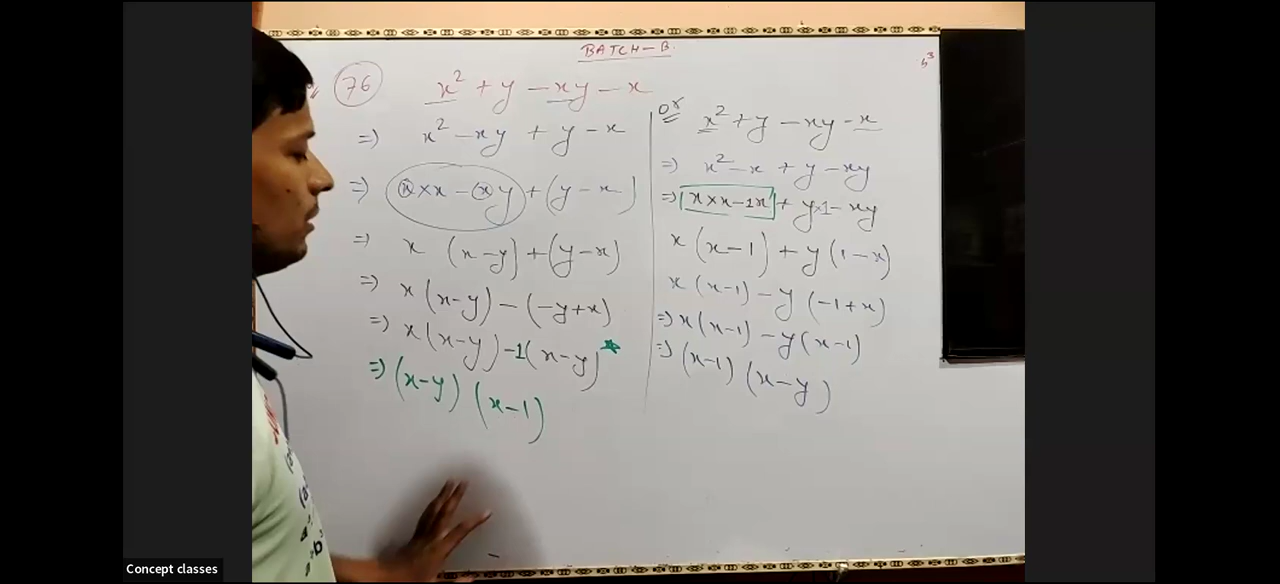 BATCH-B.
76 x² + y - xy - x
=) x² - xy + y - x
=) x × x - xy + (y - x)
=) x (x-y) + (y-x)
=) x (x-y) - (-y+x)
=) x (x-y) -1 (x-y)
=) (x-y) (x-1)
or x² + y - xy - x
=) x² - x + y - xy
=) x × x - 1x + y×1 - xy
x (x-1) + y (1-x)
x (x-1) - y (-1+x)
=) x (x-1) - y (x-1)
=) (x-1) (x-y)
Concept classes